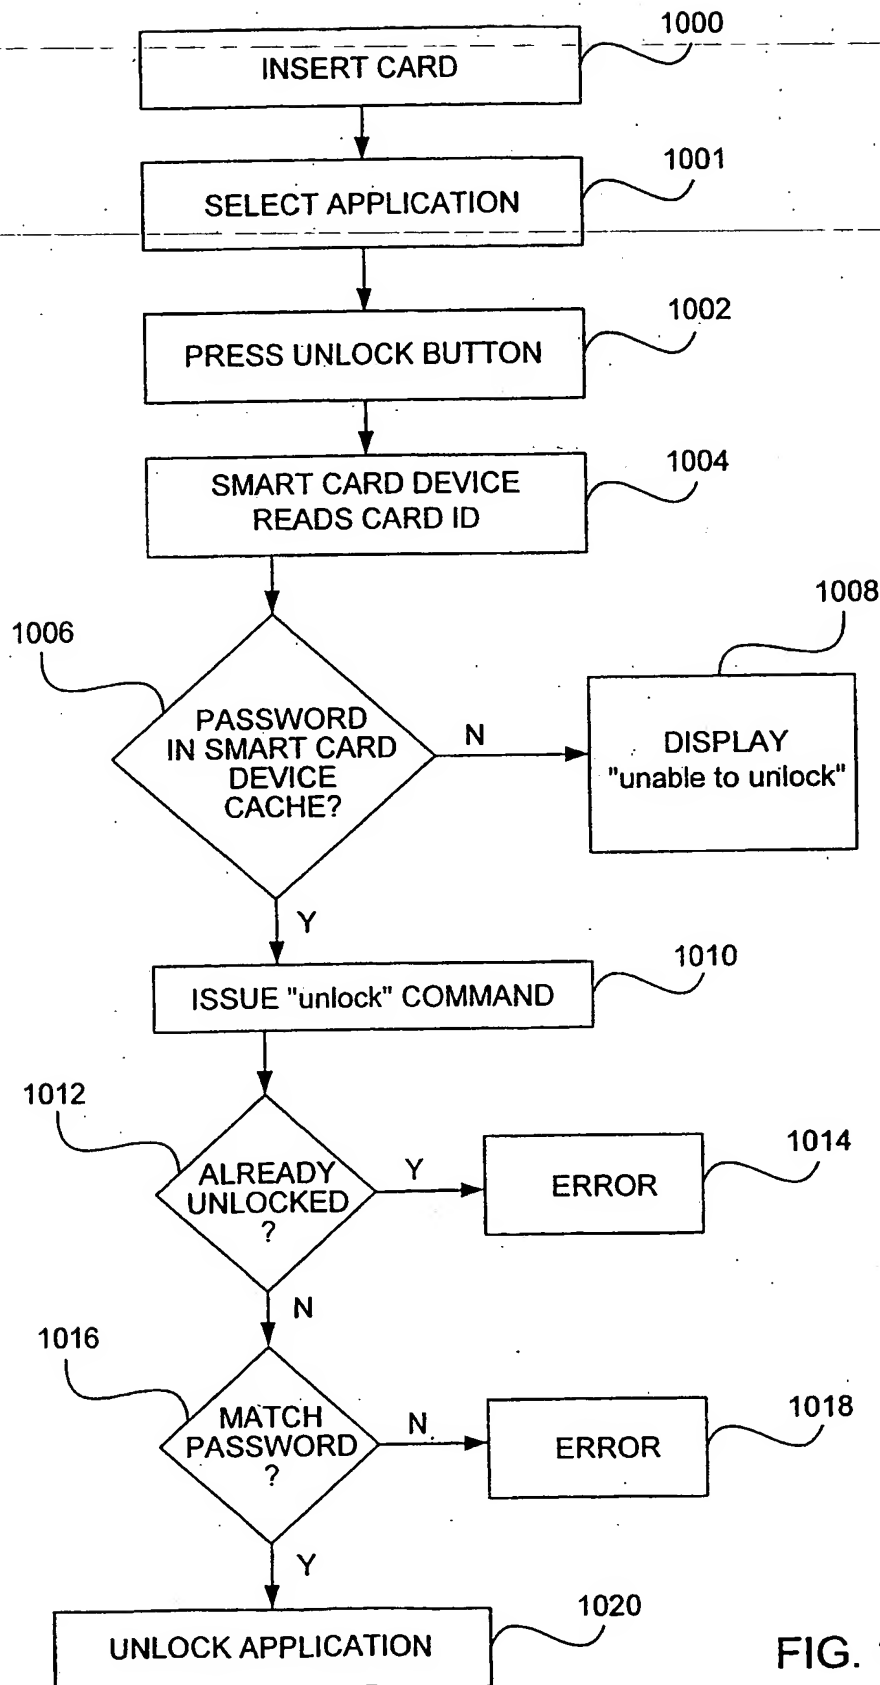 1000
INSERT CARD
1001
SELECT APPLICATION
1002
PRESS UNLOCK BUTTON
1004
SMART CARD DEVICE
READS CARD ID
1006
1008
PASSWORD
IN SMART CARD
DEVICE
CACHE?
N
DISPLAY
"unable to unlock"
Y
1010
ISSUE "unlock" COMMAND
1012
1014
ALREADY
UNLOCKED
?
Y
ERROR
N
1016
1018
MATCH
PASSWORD
?
N
ERROR
Y
1020
UNLOCK APPLICATION
FIG.